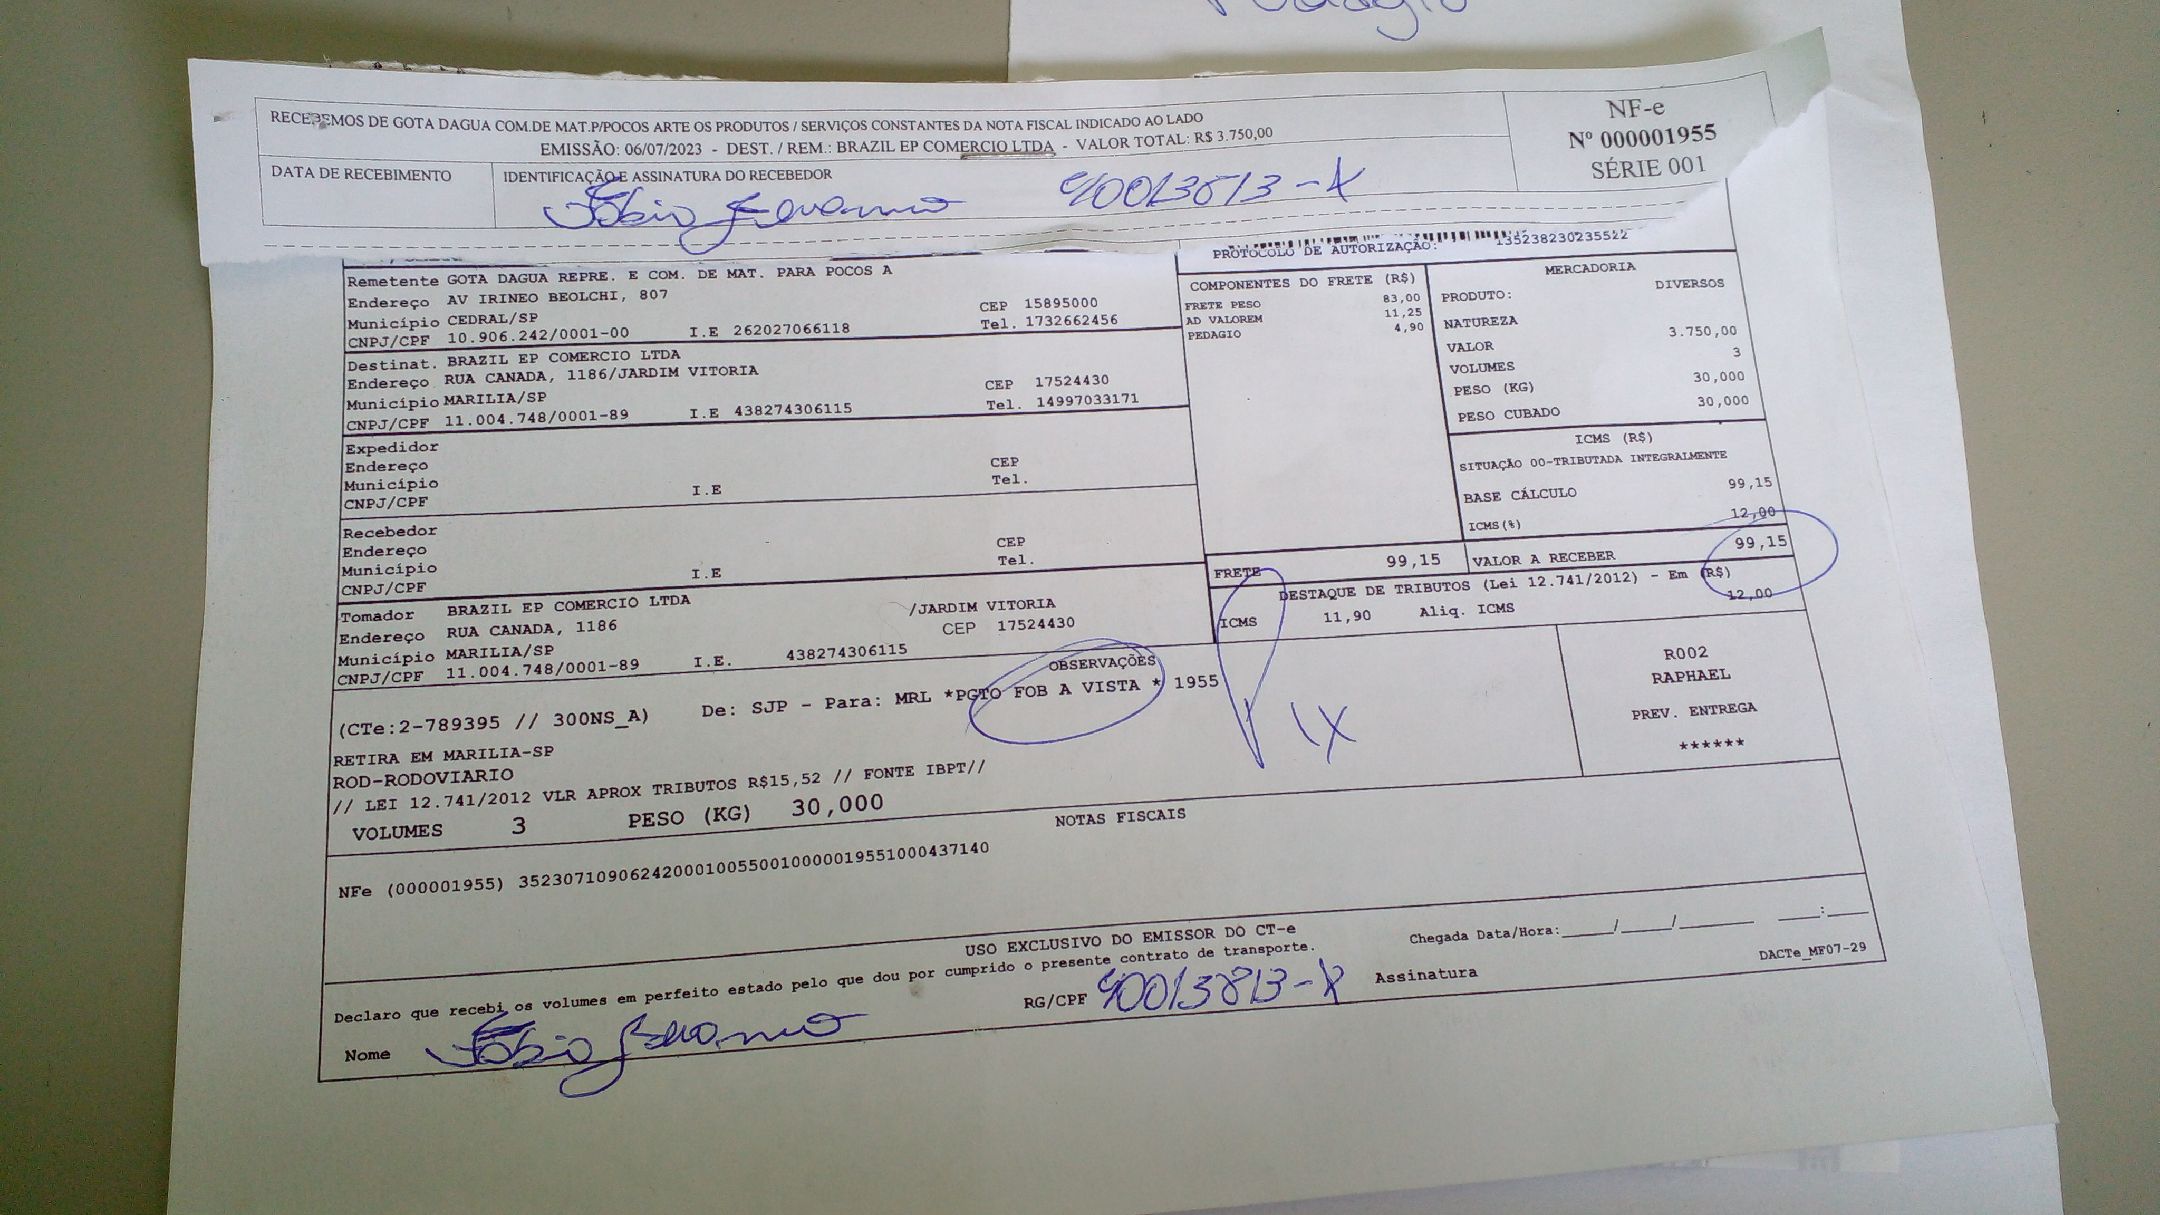 RECEBEMOS DE GOTA DAGUA COM.DE MAT.P/POCOS ARTE OS PRODUTOS / SERVIÇOS CONSTANTES DA NOTA FISCAL INDICADO AO LADO
EMISSÃO: 06/07/2023 - DEST. / REM.: BRAZIL EP COMERCIO LTDA - VALOR TOTAL: R$ 3.750,00
NF-e
Nº 000001955
SÉRIE 001
DATA DE RECEBIMENTO
IDENTIFICAÇÃO E ASSINATURA DO RECEBEDOR
Fábio 40013813-X
PROTOCOLO DE AUTORIZAÇÃO: 135238230235522
Remetente GOTA DAGUA REPRE. E COM. DE MAT. PARA POCOS A
Endereço AV IRINEO BEOLCHI, 807 CEP 15895000
Município CEDRAL/SP Tel. 1732662456
CNPJ/CPF 10.906.242/0001-00 I.E 262027066118
Destinat. BRAZIL EP COMERCIO LTDA
Endereço RUA CANADA, 1186/JARDIM VITORIA CEP 17524430
Município MARILIA/SP Tel. 14997033171
CNPJ/CPF 11.004.748/0001-89 I.E 438274306115
Expedidor
Endereço CEP
Município Tel.
CNPJ/CPF I.E
Recebedor
Endereço CEP
Município Tel.
CNPJ/CPF I.E
Tomador BRAZIL EP COMERCIO LTDA /JARDIM VITORIA
Endereço RUA CANADA, 1186 CEP 17524430
Município MARILIA/SP
CNPJ/CPF 11.004.748/0001-89 I.E. 438274306115
COMPONENTES DO FRETE (R$)
FRETE PESO 83,00
AD VALOREM 11,25
PEDAGIO 4,90
MERCADORIA
PRODUTO: DIVERSOS
NATUREZA
VALOR 3.750,00
VOLUMES 3
PESO (KG) 30,000
PESO CUBADO 30,000
ICMS (R$)
SITUAÇÃO 00-TRIBUTADA INTEGRALMENTE
BASE CÁLCULO 99,15
ICMS(%) 12,00
FRETE 99,15 VALOR A RECEBER 99,15
DESTAQUE DE TRIBUTOS (Lei 12.741/2012) - Em (R$)
ICMS 11,90 Aliq. ICMS 12,00
OBSERVAÇÕES
(CTe:2-789395 // 300NS_A) De: SJP - Para: MRL *PGTO FOB A VISTA * 1955
RETIRA EM MARILIA-SP
ROD-RODOVIARIO
// LEI 12.741/2012 VLR APROX TRIBUTOS R$15,52 // FONTE IBPT//
VOLUMES 3 PESO (KG) 30,000
PIX
R002
RAPHAEL
PREV. ENTREGA
******
NOTAS FISCAIS
NFe (000001955) 35230710906242000100550010000019551000437140
USO EXCLUSIVO DO EMISSOR DO CT-e
Declaro que recebi os volumes em perfeito estado pelo que dou por cumprido o presente contrato de transporte.
Chegada Data/Hora:_____/_____/_______ ____:____
Nome Fábio RG/CPF 40013813-X Assinatura
DACTe_MF07-29